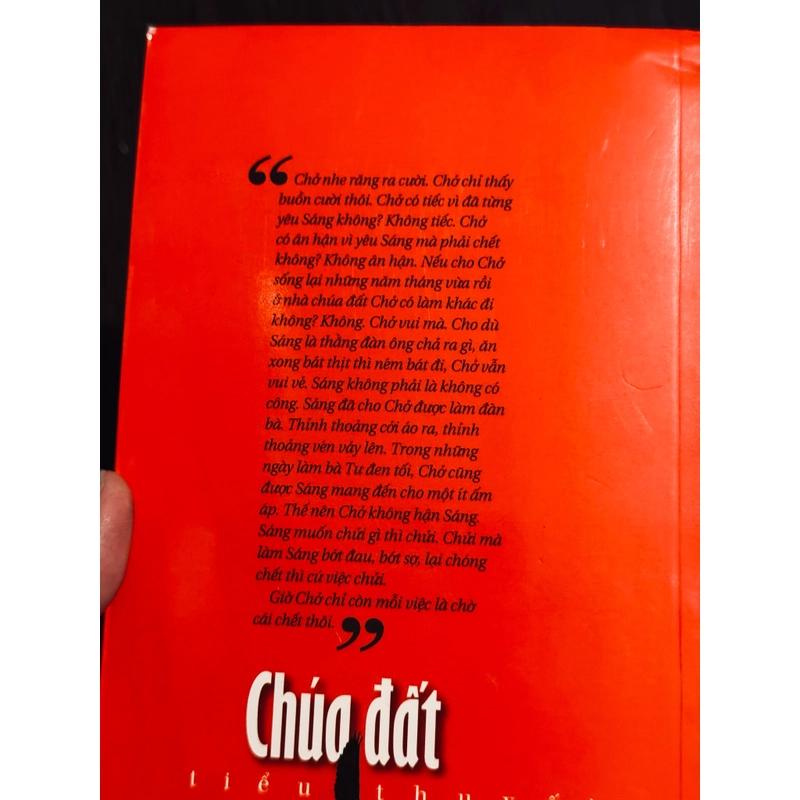 “ Chở nhe răng ra cười. Chở chỉ thấy
buồn cười thôi. Chở có tiếc vì đã từng
yêu Sáng không? Không tiếc. Chở
có ân hận vì yêu Sáng mà phải chết
không? Không ân hận. Nếu cho Chở
sống lại những năm tháng vừa rồi
ở nhà chúa đất Chở có làm khác đi
không? Không. Chở vui mà. Cho dù
Sáng là thằng đàn ông chả ra gì, ăn
xong bát thịt thì ném bát đi, Chở vẫn
vui vẻ. Sáng không phải là không có
công. Sáng đã cho Chở được làm đàn
bà. Thỉnh thoảng cởi áo ra, thỉnh
thoảng vén váy lên. Trong những
ngày làm bà Tư đen tối, Chở cũng
được Sáng mang đến cho một ít ấm
áp. Thế nên Chở không hận Sáng.
Sáng muốn chửi gì thì chửi. Chửi mà
làm Sáng bớt đau, bớt sợ, lại chóng
chết thì cứ việc chửi.
Giờ Chở chỉ còn mỗi việc là chờ
cái chết thôi. ”
Chúa đất
tiểu thuyết